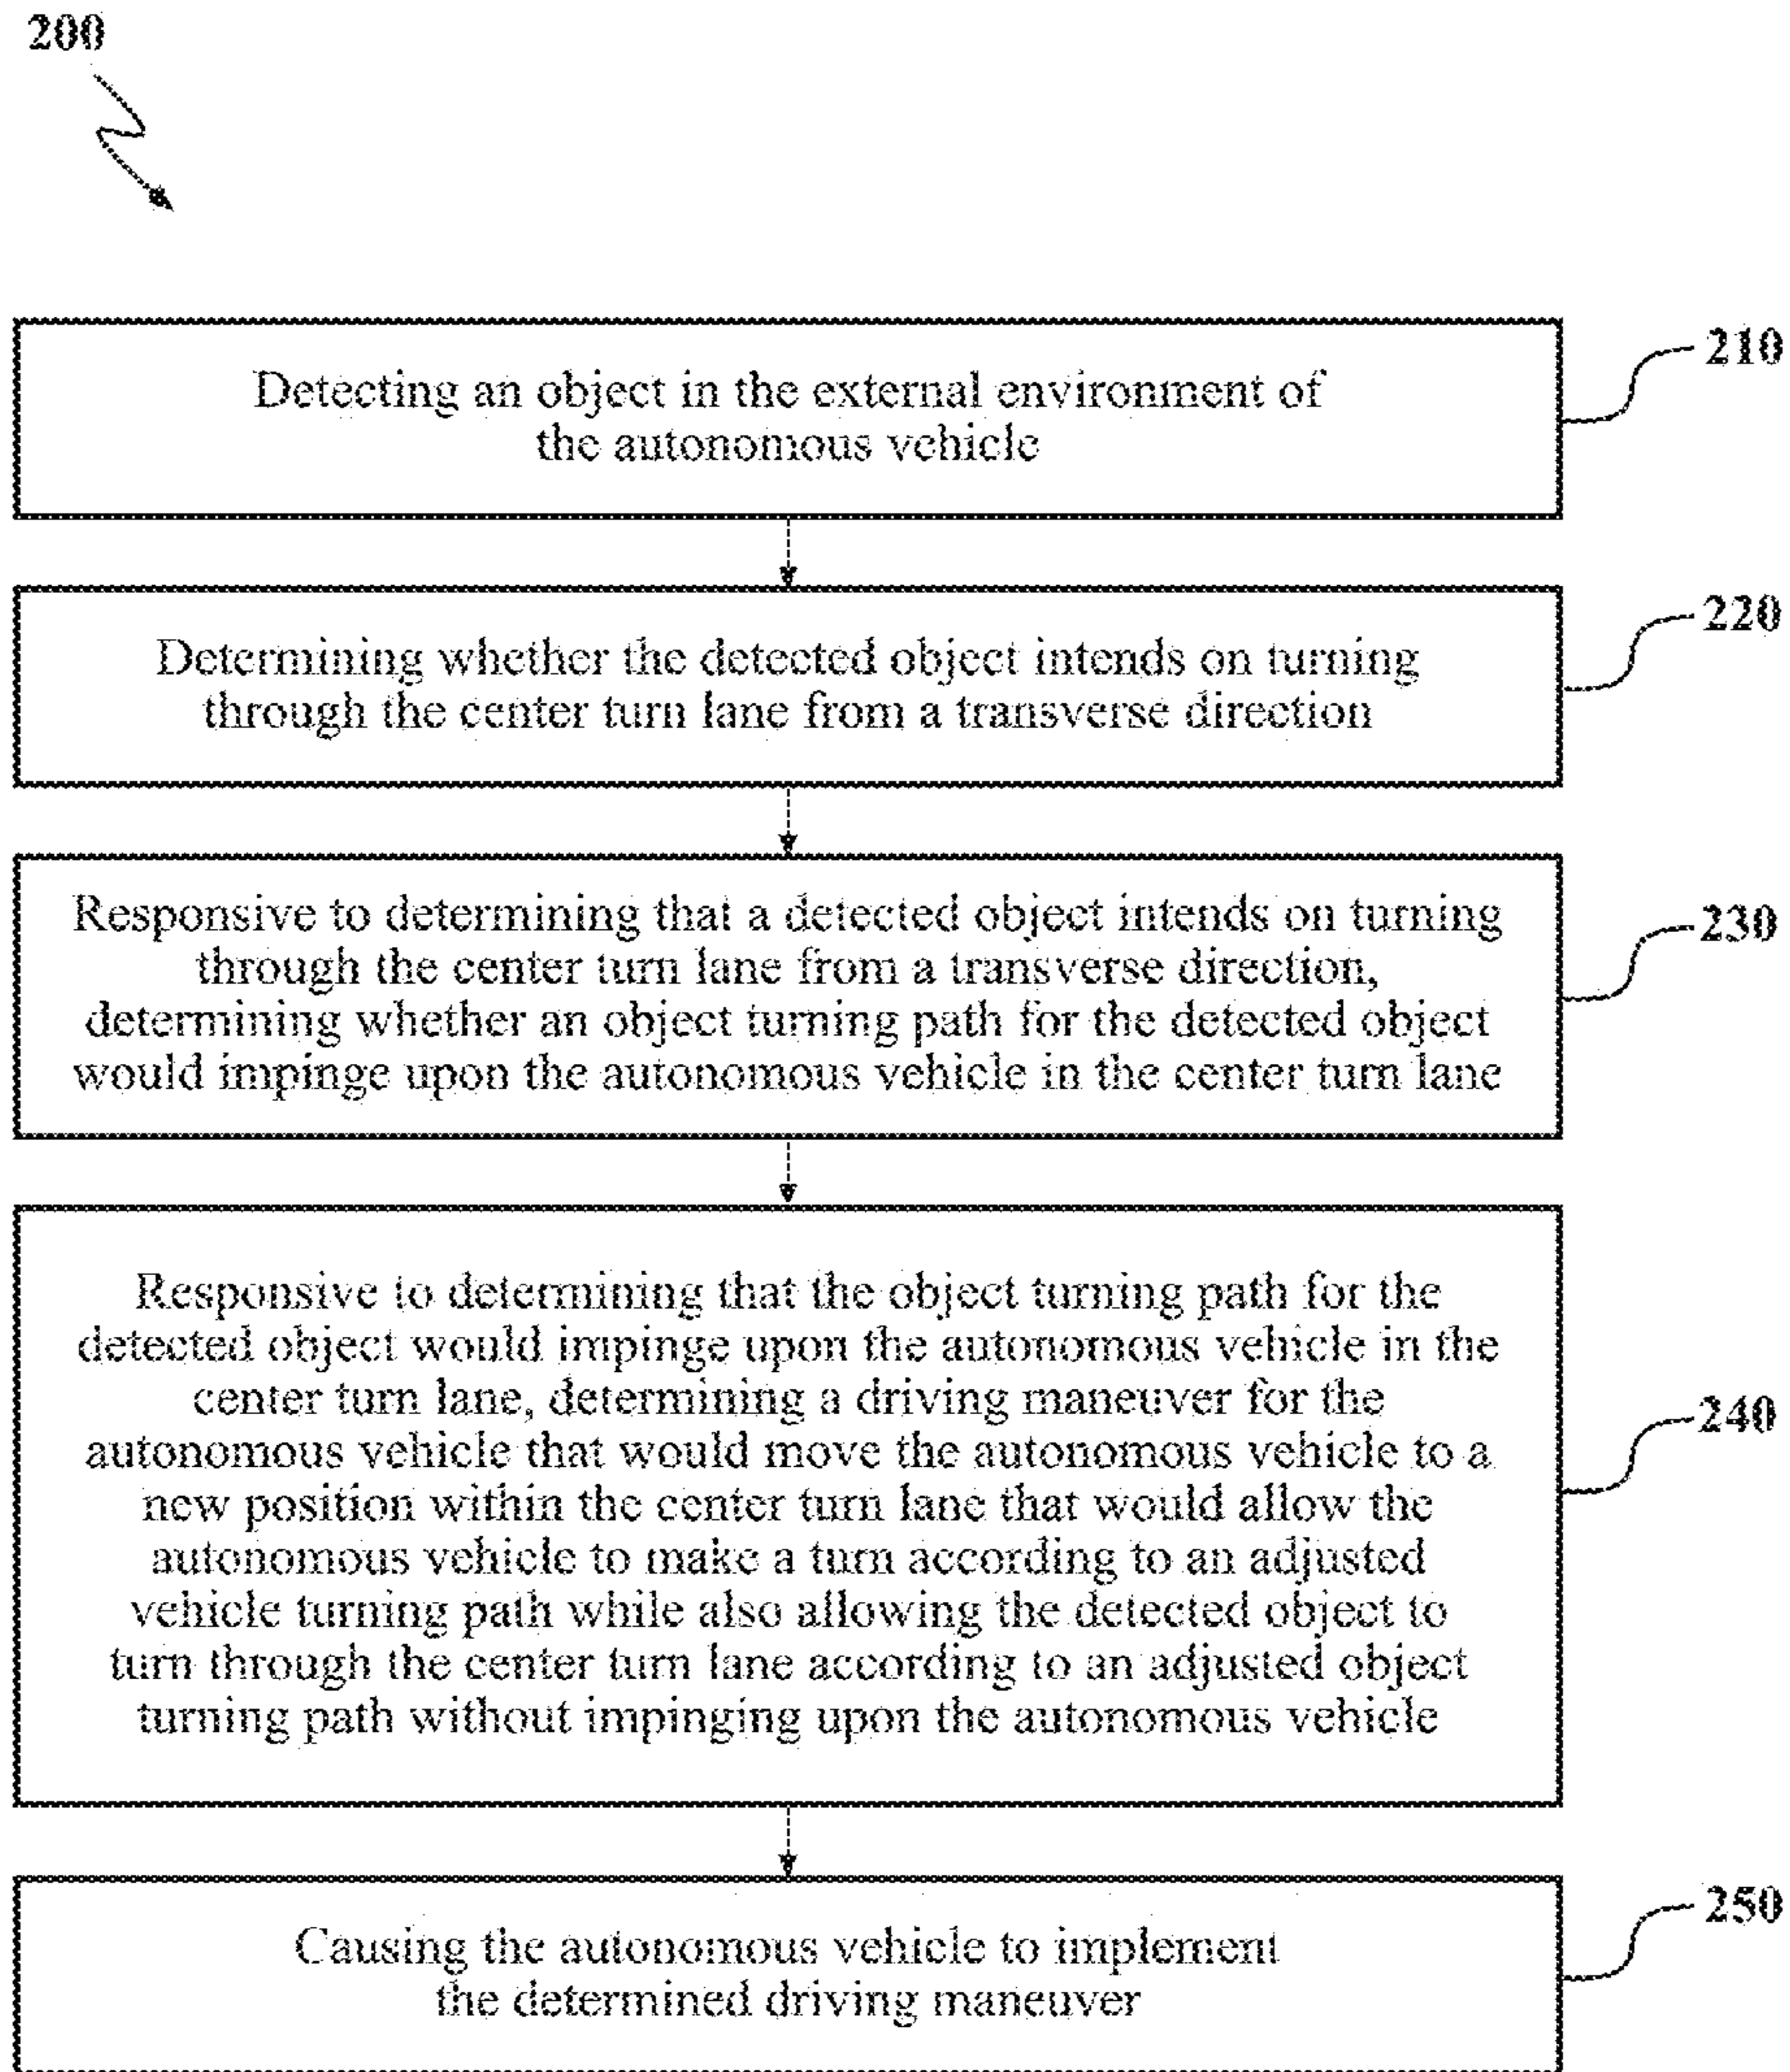 200
Detecting an object in the external environment of
the autonomous vehicle
210
Determining whether the detected object intends on turning
through the center turn lane from a transverse direction
220
Responsive to determining that a detected object intends on turning
through the center turn lane from a transverse direction,
determining whether an object turning path for the detected object
would impinge upon the autonomous vehicle in the center turn lane
230
Responsive to determining that the object turning path for the
detected object would impinge upon the autonomous vehicle in the
center turn lane, determining a driving maneuver for the
autonomous vehicle that would move the autonomous vehicle to a
new position within the center turn lane that would allow the
autonomous vehicle to make a turn according to an adjusted
vehicle turning path while also allowing the detected object to
turn through the center turn lane according to an adjusted object
turning path without impinging upon the autonomous vehicle
240
Causing the autonomous vehicle to implement
the determined driving maneuver
250